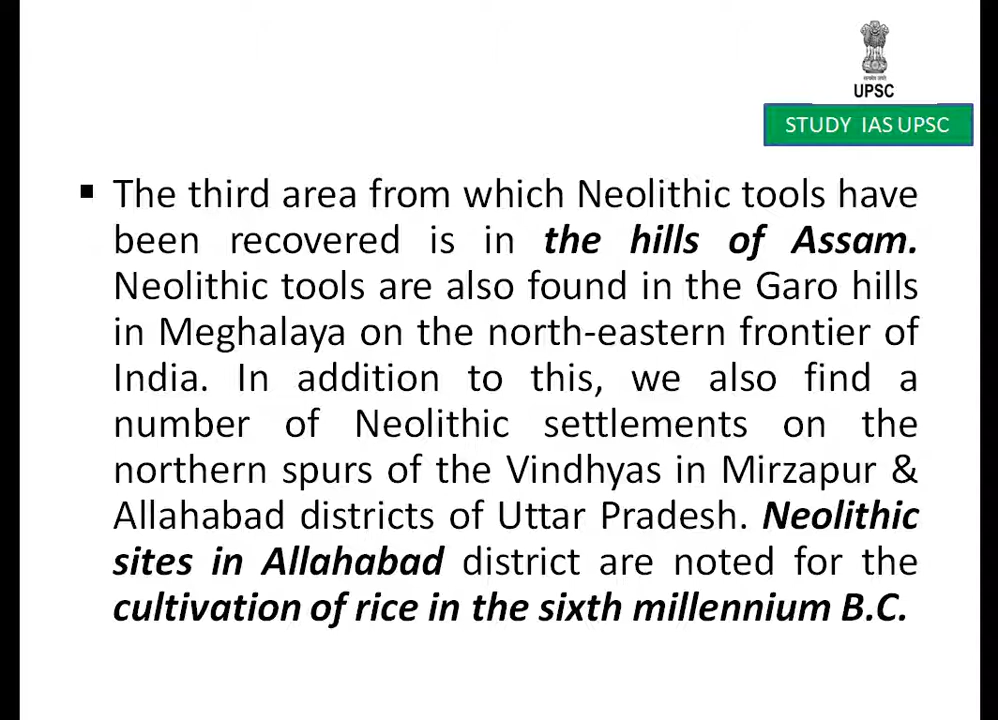 UPSC
STUDY IAS UPSC
▪ The third area from which Neolithic tools have
been recovered is in the hills of Assam.
Neolithic tools are also found in the Garo hills
in Meghalaya on the north-eastern frontier of
India. In addition to this, we also find a
number of Neolithic settlements on the
northern spurs of the Vindhyas in Mirzapur &
Allahabad districts of Uttar Pradesh. Neolithic
sites in Allahabad district are noted for the
cultivation of rice in the sixth millennium B.C.